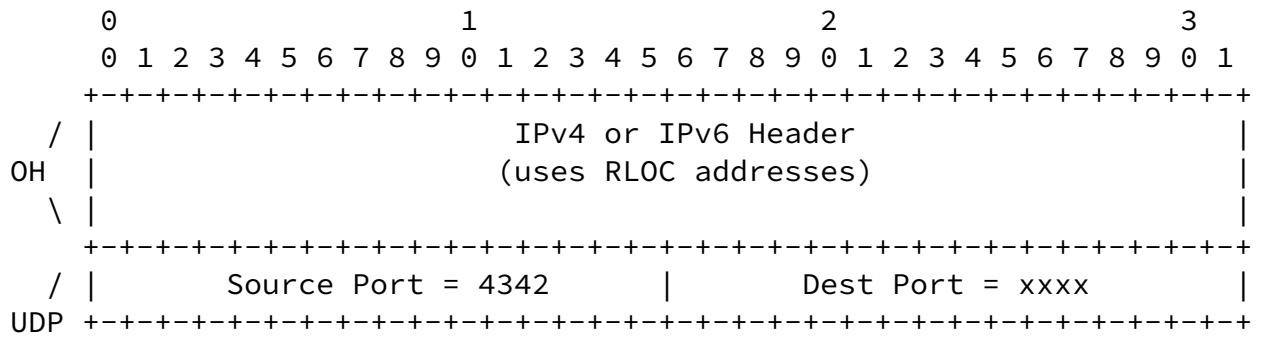 0                   1                   2                   3
 0 1 2 3 4 5 6 7 8 9 0 1 2 3 4 5 6 7 8 9 0 1 2 3 4 5 6 7 8 9 0 1
    +-+-+-+-+-+-+-+-+-+-+-+-+-+-+-+-+-+-+-+-+-+-+-+-+-+-+-+-+-+-+-+-+
  / |                       IPv4 or IPv6 Header                     |
OH  |                      (uses RLOC addresses)                    |
  \ |                                                               |
    +-+-+-+-+-+-+-+-+-+-+-+-+-+-+-+-+-+-+-+-+-+-+-+-+-+-+-+-+-+-+-+-+
  / |       Source Port = 4342      |       Dest Port = xxxx        |
UDP +-+-+-+-+-+-+-+-+-+-+-+-+-+-+-+-+-+-+-+-+-+-+-+-+-+-+-+-+-+-+-+-+